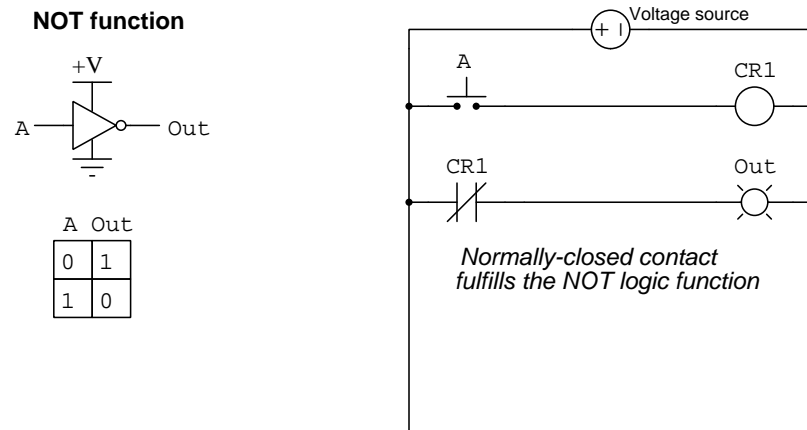 NOT function
+V
A
Out
A Out
0 1
1 0
Voltage source
+ I
A
CR1
CR1
Out
Normally-closed contact
fulfills the NOT logic function